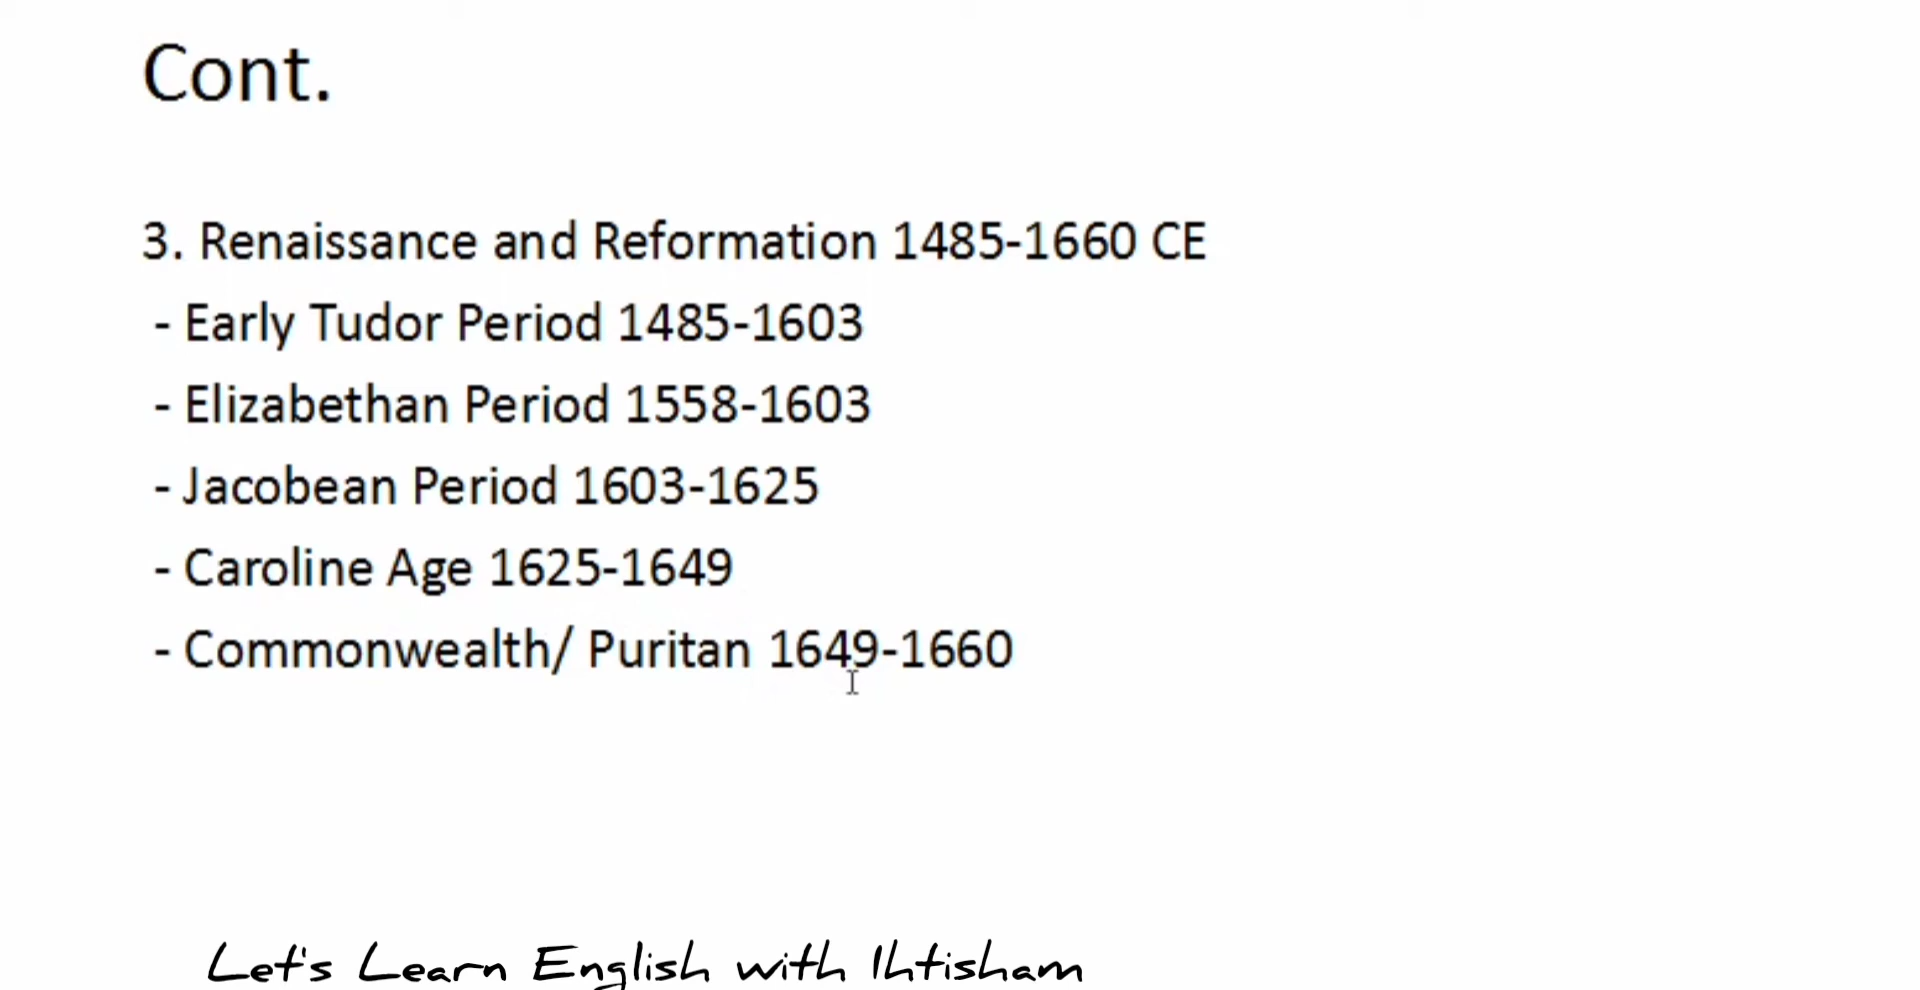 Cont.
3. Renaissance and Reformation 1485-1660 CE
- Early Tudor Period 1485-1603
- Elizabethan Period 1558-1603
- Jacobean Period 1603-1625
- Caroline Age 1625-1649
- Commonwealth/ Puritan 1649-1660
Let's Learn English with Ihtisham